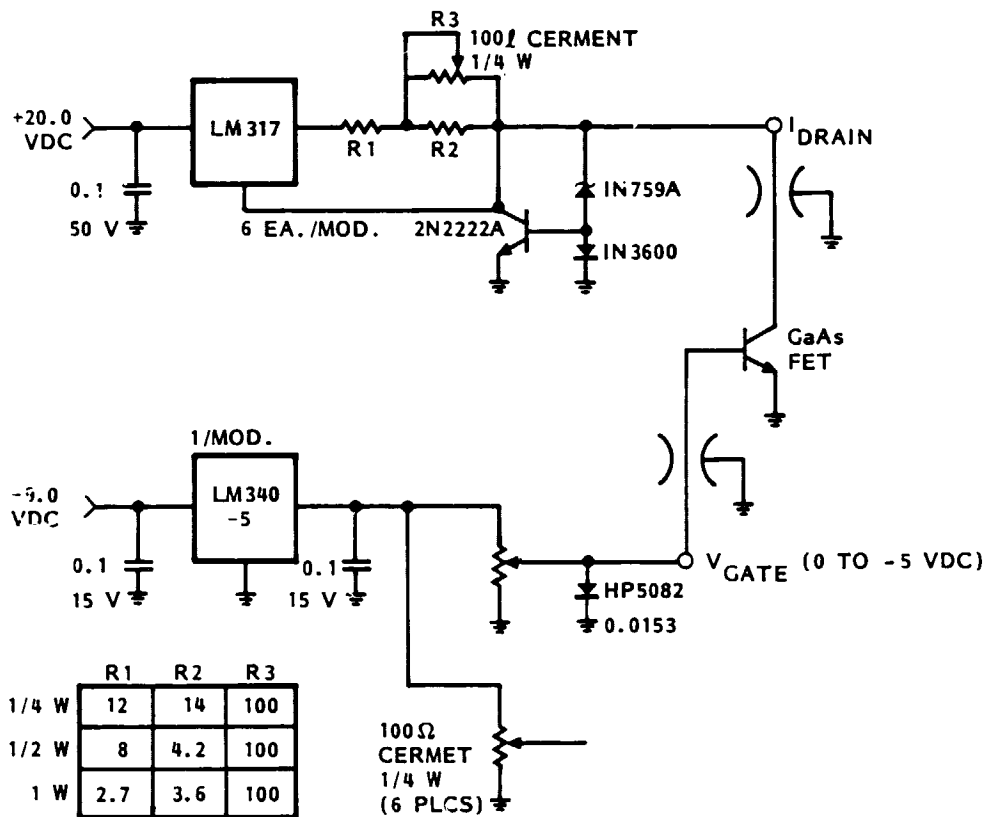 R3
100ℓ CERMENT
1/4 W
+20.0
VDC
LM317
R1
R2
I DRAIN
0.1
50 V
6 EA./MOD.
2N2222A
IN759A
IN3600
GaAs
FET
1/MOD.
-9.0
VDC
LM340
-5
0.1
15 V
0.1
15 V
V GATE (0 TO -5 VDC)
HP5082
0.0153
R1 R2 R3
1/4 W 12 14 100
1/2 W 8 4.2 100
1 W 2.7 3.6 100
100Ω
CERMET
1/4 W
(6 PLCS)